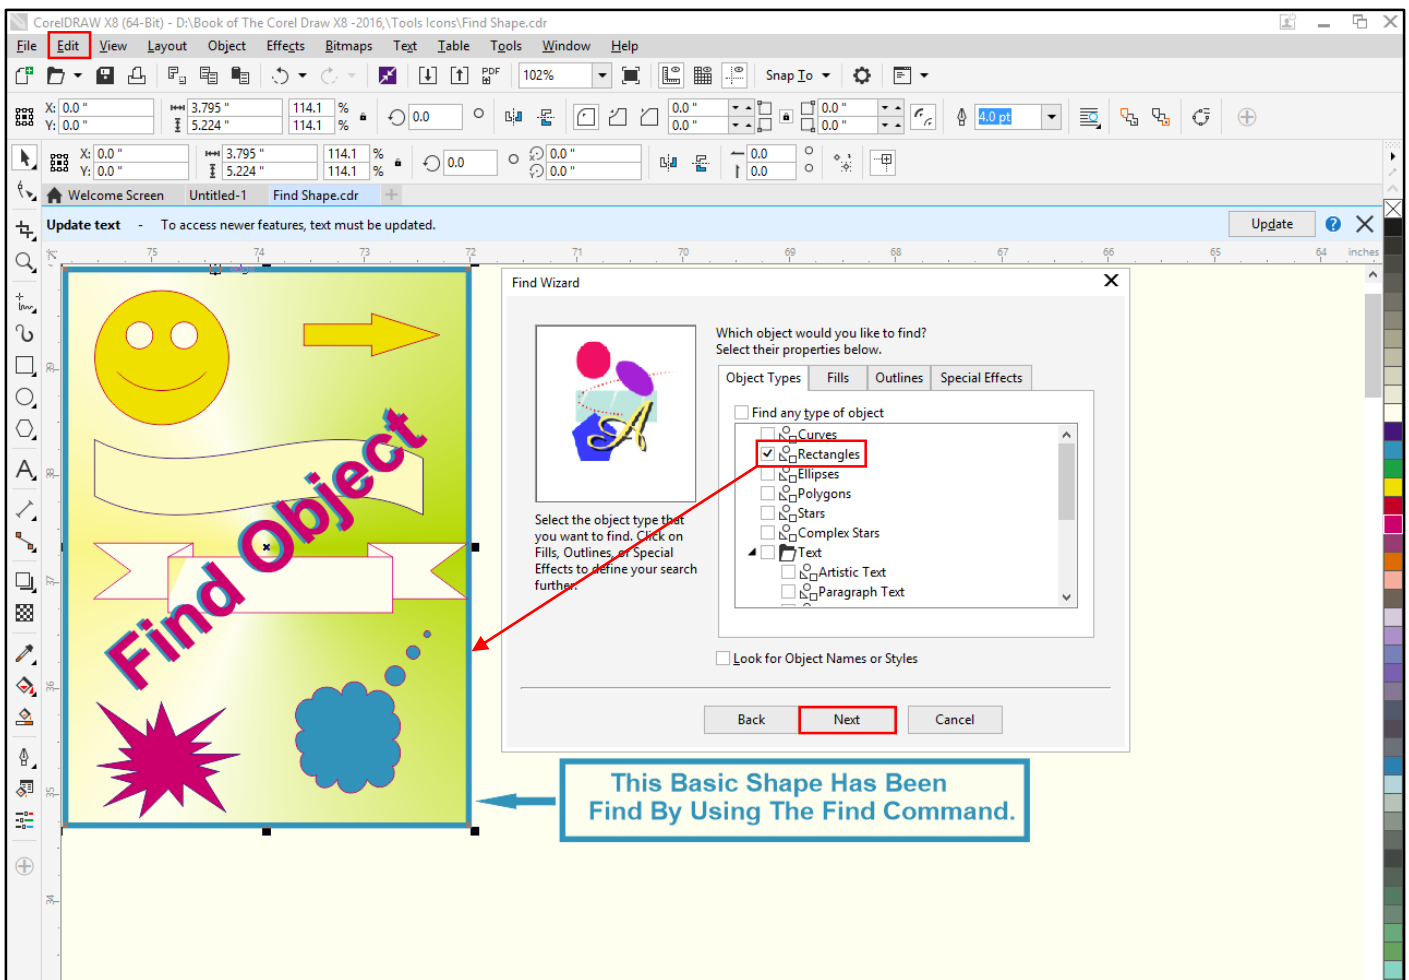 CorelDRAW X8 (64-Bit) - D:\Book of The Corel Draw X8 -2016,\Tools Icons\Find Shape.cdr
File Edit View Layout Object Effects Bitmaps Text Table Tools Window Help
PDF 102% Snap To
X: 0.0 " 3.795 " 114.1 % 0.0 ° 0.0 " 0.0 " 4.0 pt
Y: 0.0 " 5.224 " 114.1 % 0.0 " 0.0 "
X: 0.0 " 3.795 " 114.1 % 0.0 ° 0.0 " 0.0 °
Y: 0.0 " 5.224 " 114.1 % 0.0 " 0.0 °
Welcome Screen Untitled-1 Find Shape.cdr
Update text - To access newer features, text must be updated. Update ?
75 74 73 72 71 70 69 68 67 66 65 64 inches
edge
Find Wizard
Which object would you like to find?
Select their properties below.
Object Types Fills Outlines Special Effects
Find any type of object
Curves
Rectangles
Ellipses
Polygons
Stars
Complex Stars
Text
Artistic Text
Paragraph Text
A
Select the object type that
you want to find. Click on
Fills, Outlines, or Special
Effects to define your search
further.
Look for Object Names or Styles
Back Next Cancel
Find Object
This Basic Shape Has Been
Find By Using The Find Command.
39
38
37
36
35
34